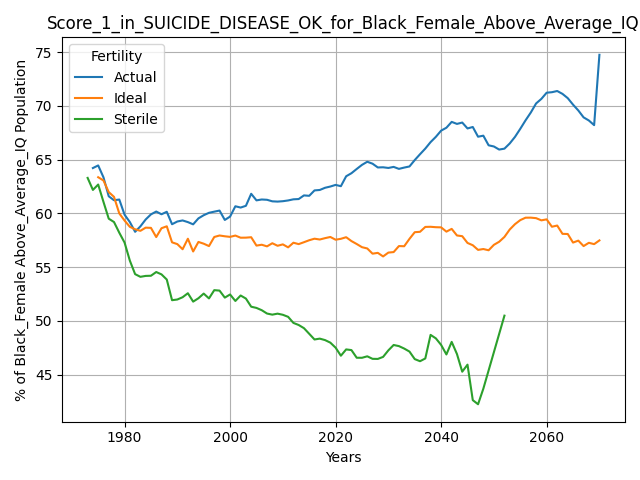 Score_1_in_SUICIDE_DISEASE_OK_for_Black_Female_Above_Average_IQ
Fertility
Actual
Ideal
Sterile
% of Black_Female Above_Average_IQ Population
75
70
65
60
55
50
45
1980
2000
2020
2040
2060
Years